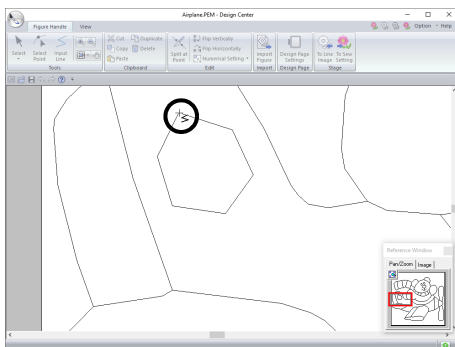 Airplane.PEM - Design Center
Figure Handle View
Option Help
Select
Select Point
Input Line
Tools
Cut Duplicate
Copy Delete
Paste
Clipboard
Split at Point
Flip Vertically
Flip Horizontally
Numerical Setting
Edit
Import Figure
Import
Design Page Settings
Design Page
To Line Image
To Sew Setting
Stage
Reference Window
Pan/Zoom Image